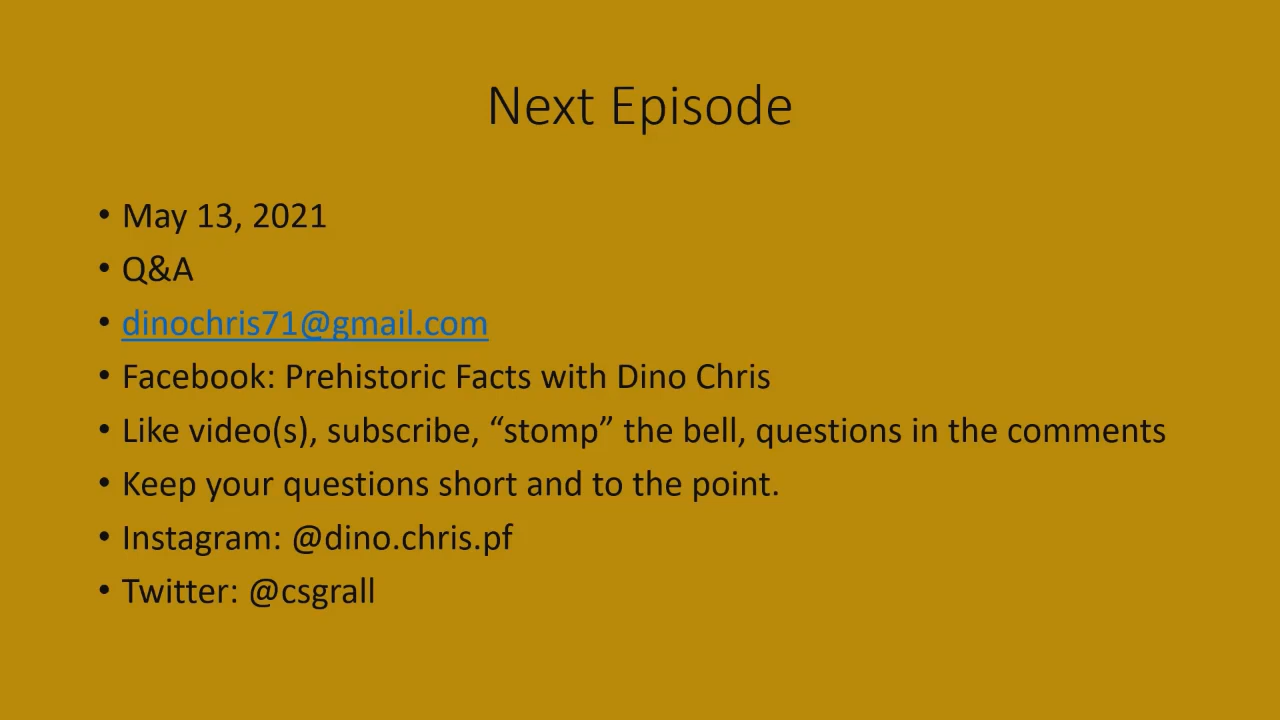 Next Episode
• May 13, 2021
• Q&A
• dinochris71@gmail.com
• Facebook: Prehistoric Facts with Dino Chris
• Like video(s), subscribe, “stomp” the bell, questions in the comments
• Keep your questions short and to the point.
• Instagram: @dino.chris.pf
• Twitter: @csgrall